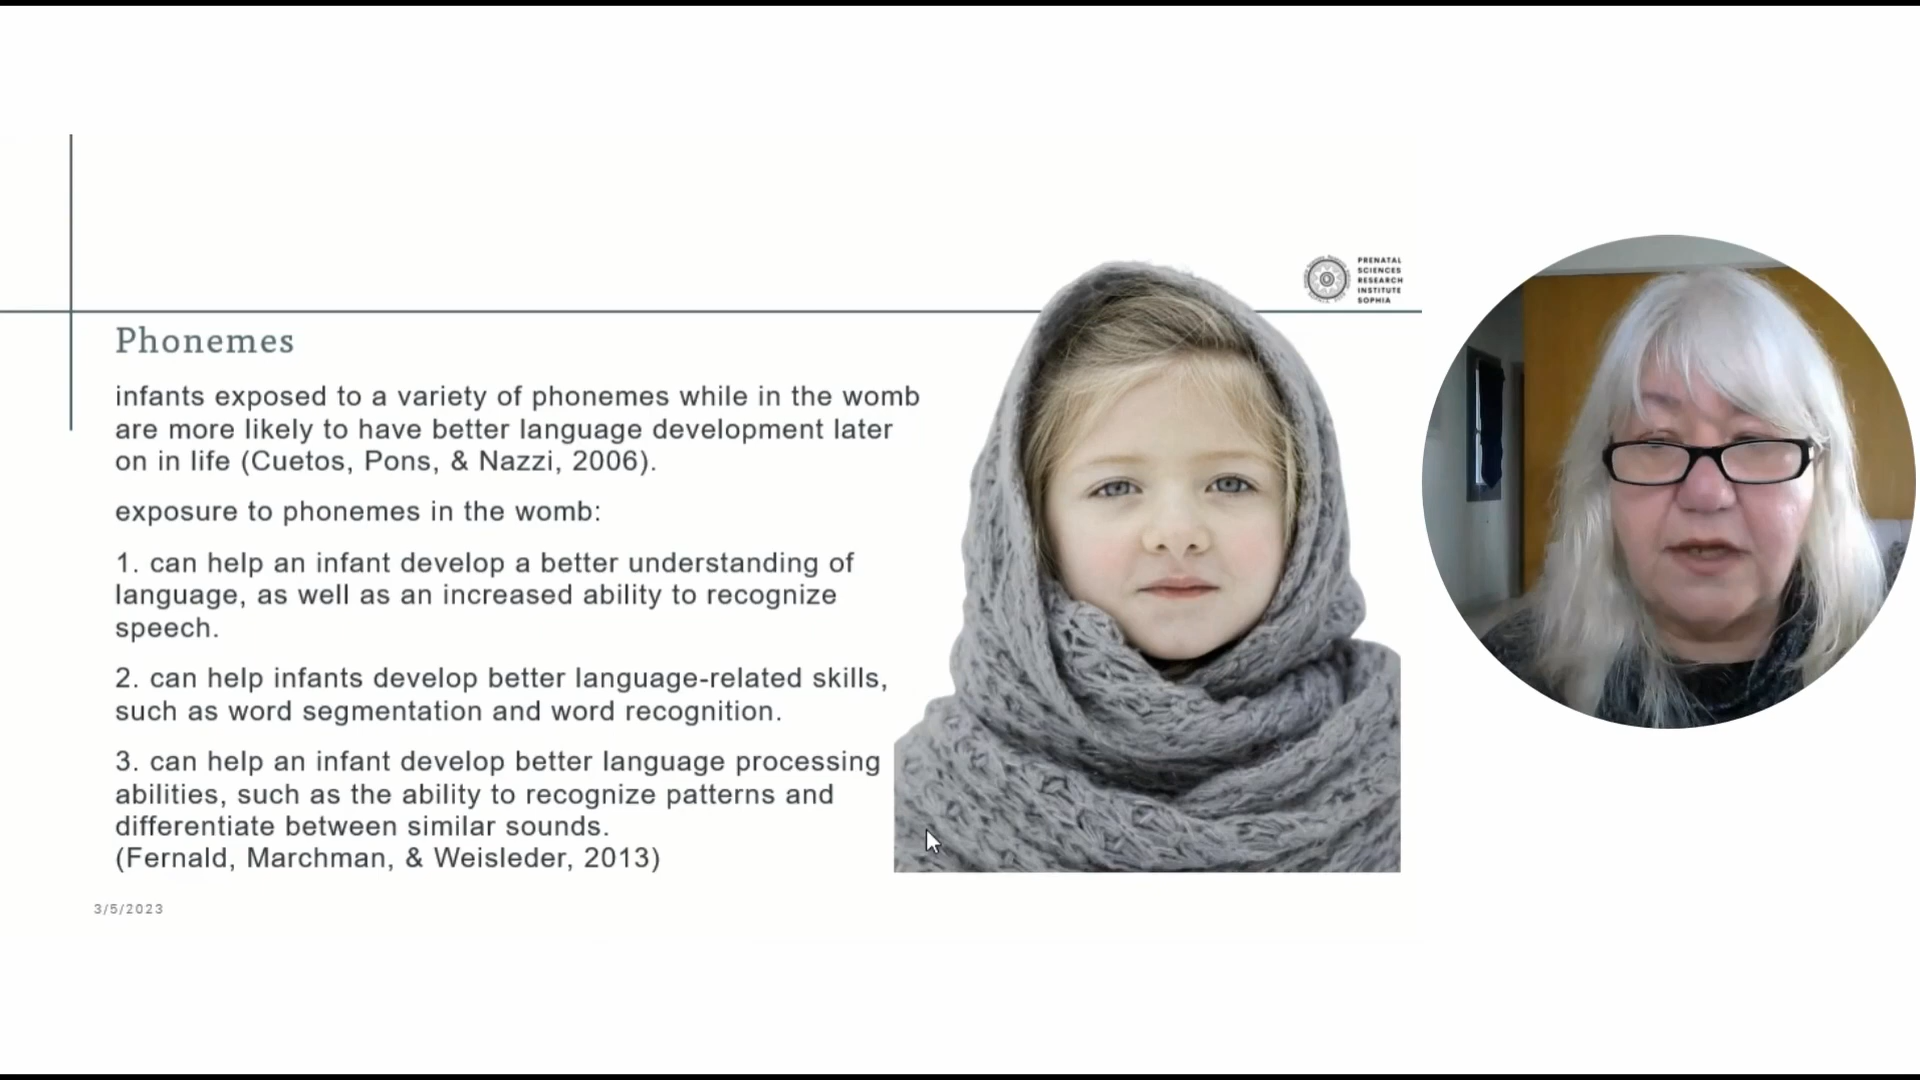 PRENATAL
SCIENCES
RESEARCH
INSTITUTE
SOPHIA
Phonemes
infants exposed to a variety of phonemes while in the womb
are more likely to have better language development later
on in life (Cuetos, Pons, & Nazzi, 2006).
exposure to phonemes in the womb:
1. can help an infant develop a better understanding of
language, as well as an increased ability to recognize
speech.
2. can help infants develop better language-related skills,
such as word segmentation and word recognition.
3. can help an infant develop better language processing
abilities, such as the ability to recognize patterns and
differentiate between similar sounds.
(Fernald, Marchman, & Weisleder, 2013)
3/5/2023